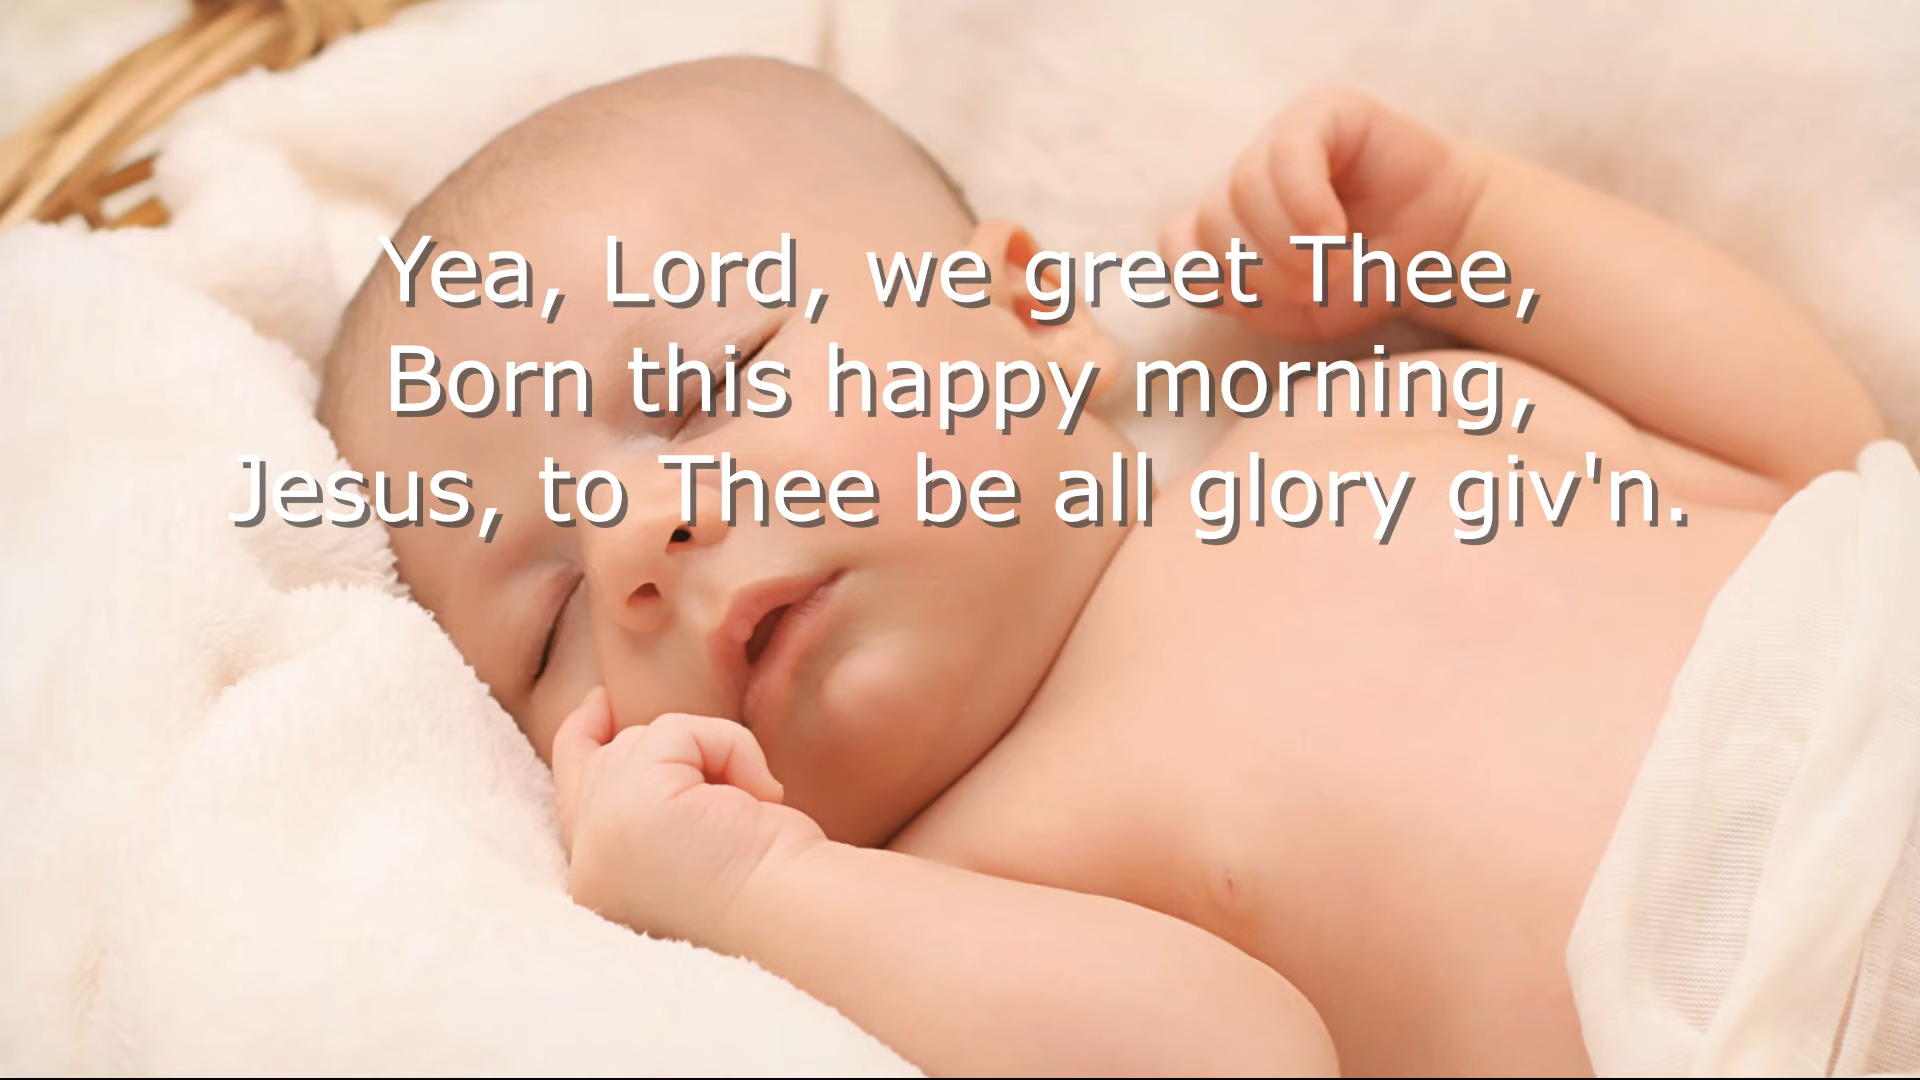 Yea, Lord, we greet Thee,
Born this happy morning,
Jesus, to Thee be all glory giv'n.